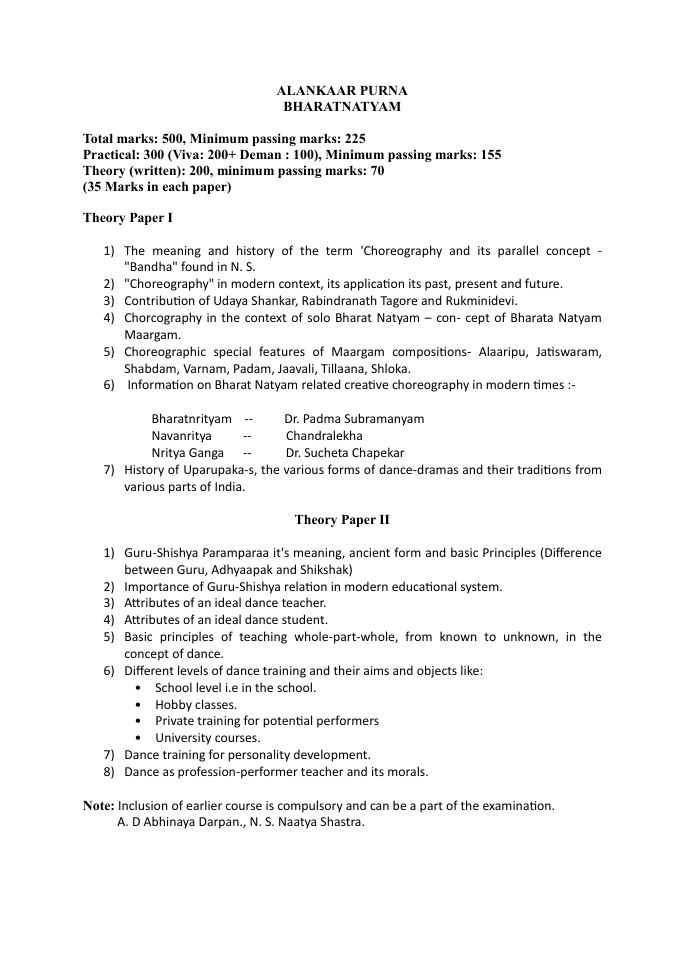 ALANKAAR PURNA
BHARATNATYAM
Total marks: 500, Minimum passing marks: 225
Practical: 300 (Viva: 200+ Deman : 100), Minimum passing marks: 155
Theory (written): 200, minimum passing marks: 70
(35 Marks in each paper)
Theory Paper I
1) The meaning and history of the term 'Choreography and its parallel concept -
"Bandha" found in N. S.
2) "Choreography" in modern context, its application its past, present and future.
3) Contribution of Udaya Shankar, Rabindranath Tagore and Rukminidevi.
4) Chorcography in the context of solo Bharat Natyam – con- cept of Bharata Natyam
Maargam.
5) Choreographic special features of Maargam compositions- Alaaripu, Jatiswaram,
Shabdam, Varnam, Padam, Jaavali, Tillaana, Shloka.
6) Information on Bharat Natyam related creative choreography in modern times :-
Bharatnrityam -- Dr. Padma Subramanyam
Navanritya -- Chandralekha
Nritya Ganga -- Dr. Sucheta Chapekar
7) History of Uparupaka-s, the various forms of dance-dramas and their traditions from
various parts of India.
Theory Paper II
1) Guru-Shishya Paramparaa it's meaning, ancient form and basic Principles (Difference
between Guru, Adhyaapak and Shikshak)
2) Importance of Guru-Shishya relation in modern educational system.
3) Attributes of an ideal dance teacher.
4) Attributes of an ideal dance student.
5) Basic principles of teaching whole-part-whole, from known to unknown, in the
concept of dance.
6) Different levels of dance training and their aims and objects like:
• School level i.e in the school.
• Hobby classes.
• Private training for potential performers
• University courses.
7) Dance training for personality development.
8) Dance as profession-performer teacher and its morals.
Note: Inclusion of earlier course is compulsory and can be a part of the examination.
A. D Abhinaya Darpan., N. S. Naatya Shastra.